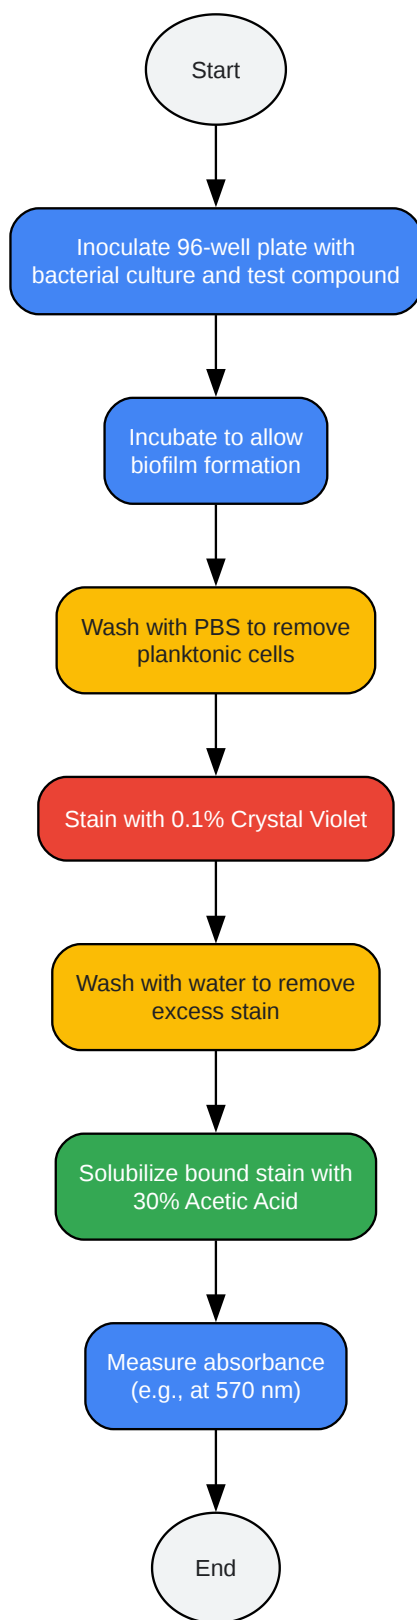 Start
Inoculate 96-well plate with
bacterial culture and test compound
Incubate to allow
biofilm formation
Wash with PBS to remove
planktonic cells
Stain with 0.1% Crystal Violet
Wash with water to remove
excess stain
Solubilize bound stain with
30% Acetic Acid
Measure absorbance
(e.g., at 570 nm)
End